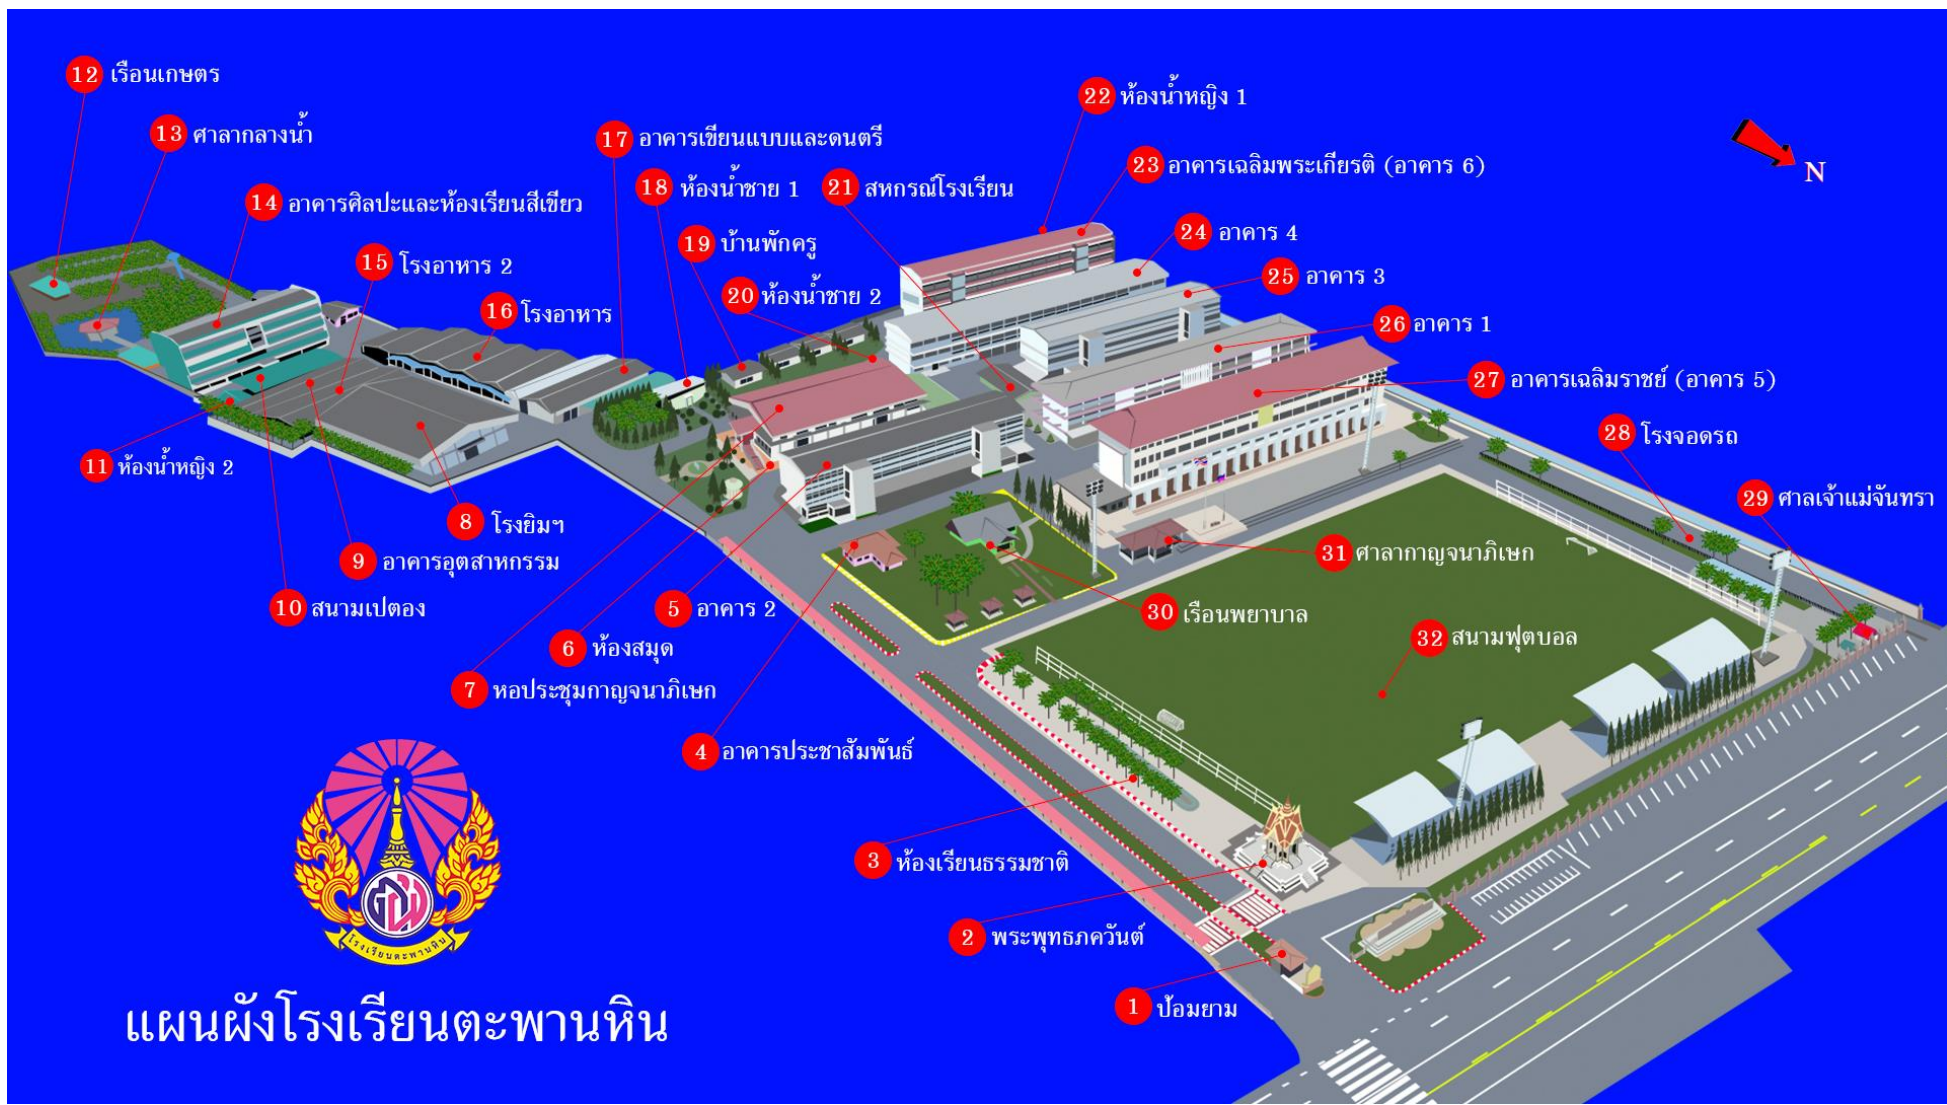 12 เรือนเกษตร
13 ศาลากลางน้ำ
14 อาคารศิลปะและห้องเรียนสีเขียว
15 โรงอาหาร 2
16 โรงอาหาร
17 อาคารเขียนแบบและดนตรี
18 ห้องน้ำชาย 1
19 บ้านพักครู
20 ห้องน้ำชาย 2
21 สหกรณ์โรงเรียน
22 ห้องน้ำหญิง 1
23 อาคารเฉลิมพระเกียรติ (อาคาร 6)
24 อาคาร 4
25 อาคาร 3
26 อาคาร 1
27 อาคารเฉลิมราชย์ (อาคาร 5)
28 โรงจอดรถ
29 ศาลเจ้าแม่จันทรา
N
11 ห้องน้ำหญิง 2
8 โรงยิมฯ
9 อาคารอุตสาหกรรม
10 สนามเปตอง
5 อาคาร 2
6 ห้องสมุด
7 หอประชุมกาญจนาภิเษก
4 อาคารประชาสัมพันธ์
31 ศาลากาญจนาภิเษก
30 เรือนพยาบาล
32 สนามฟุตบอล
3 ห้องเรียนธรรมชาติ
2 พระพุทธภควันต์
1 ป้อมยาม
ตพห
โรงเรียนตะพานหิน
แผนผังโรงเรียนตะพานหิน